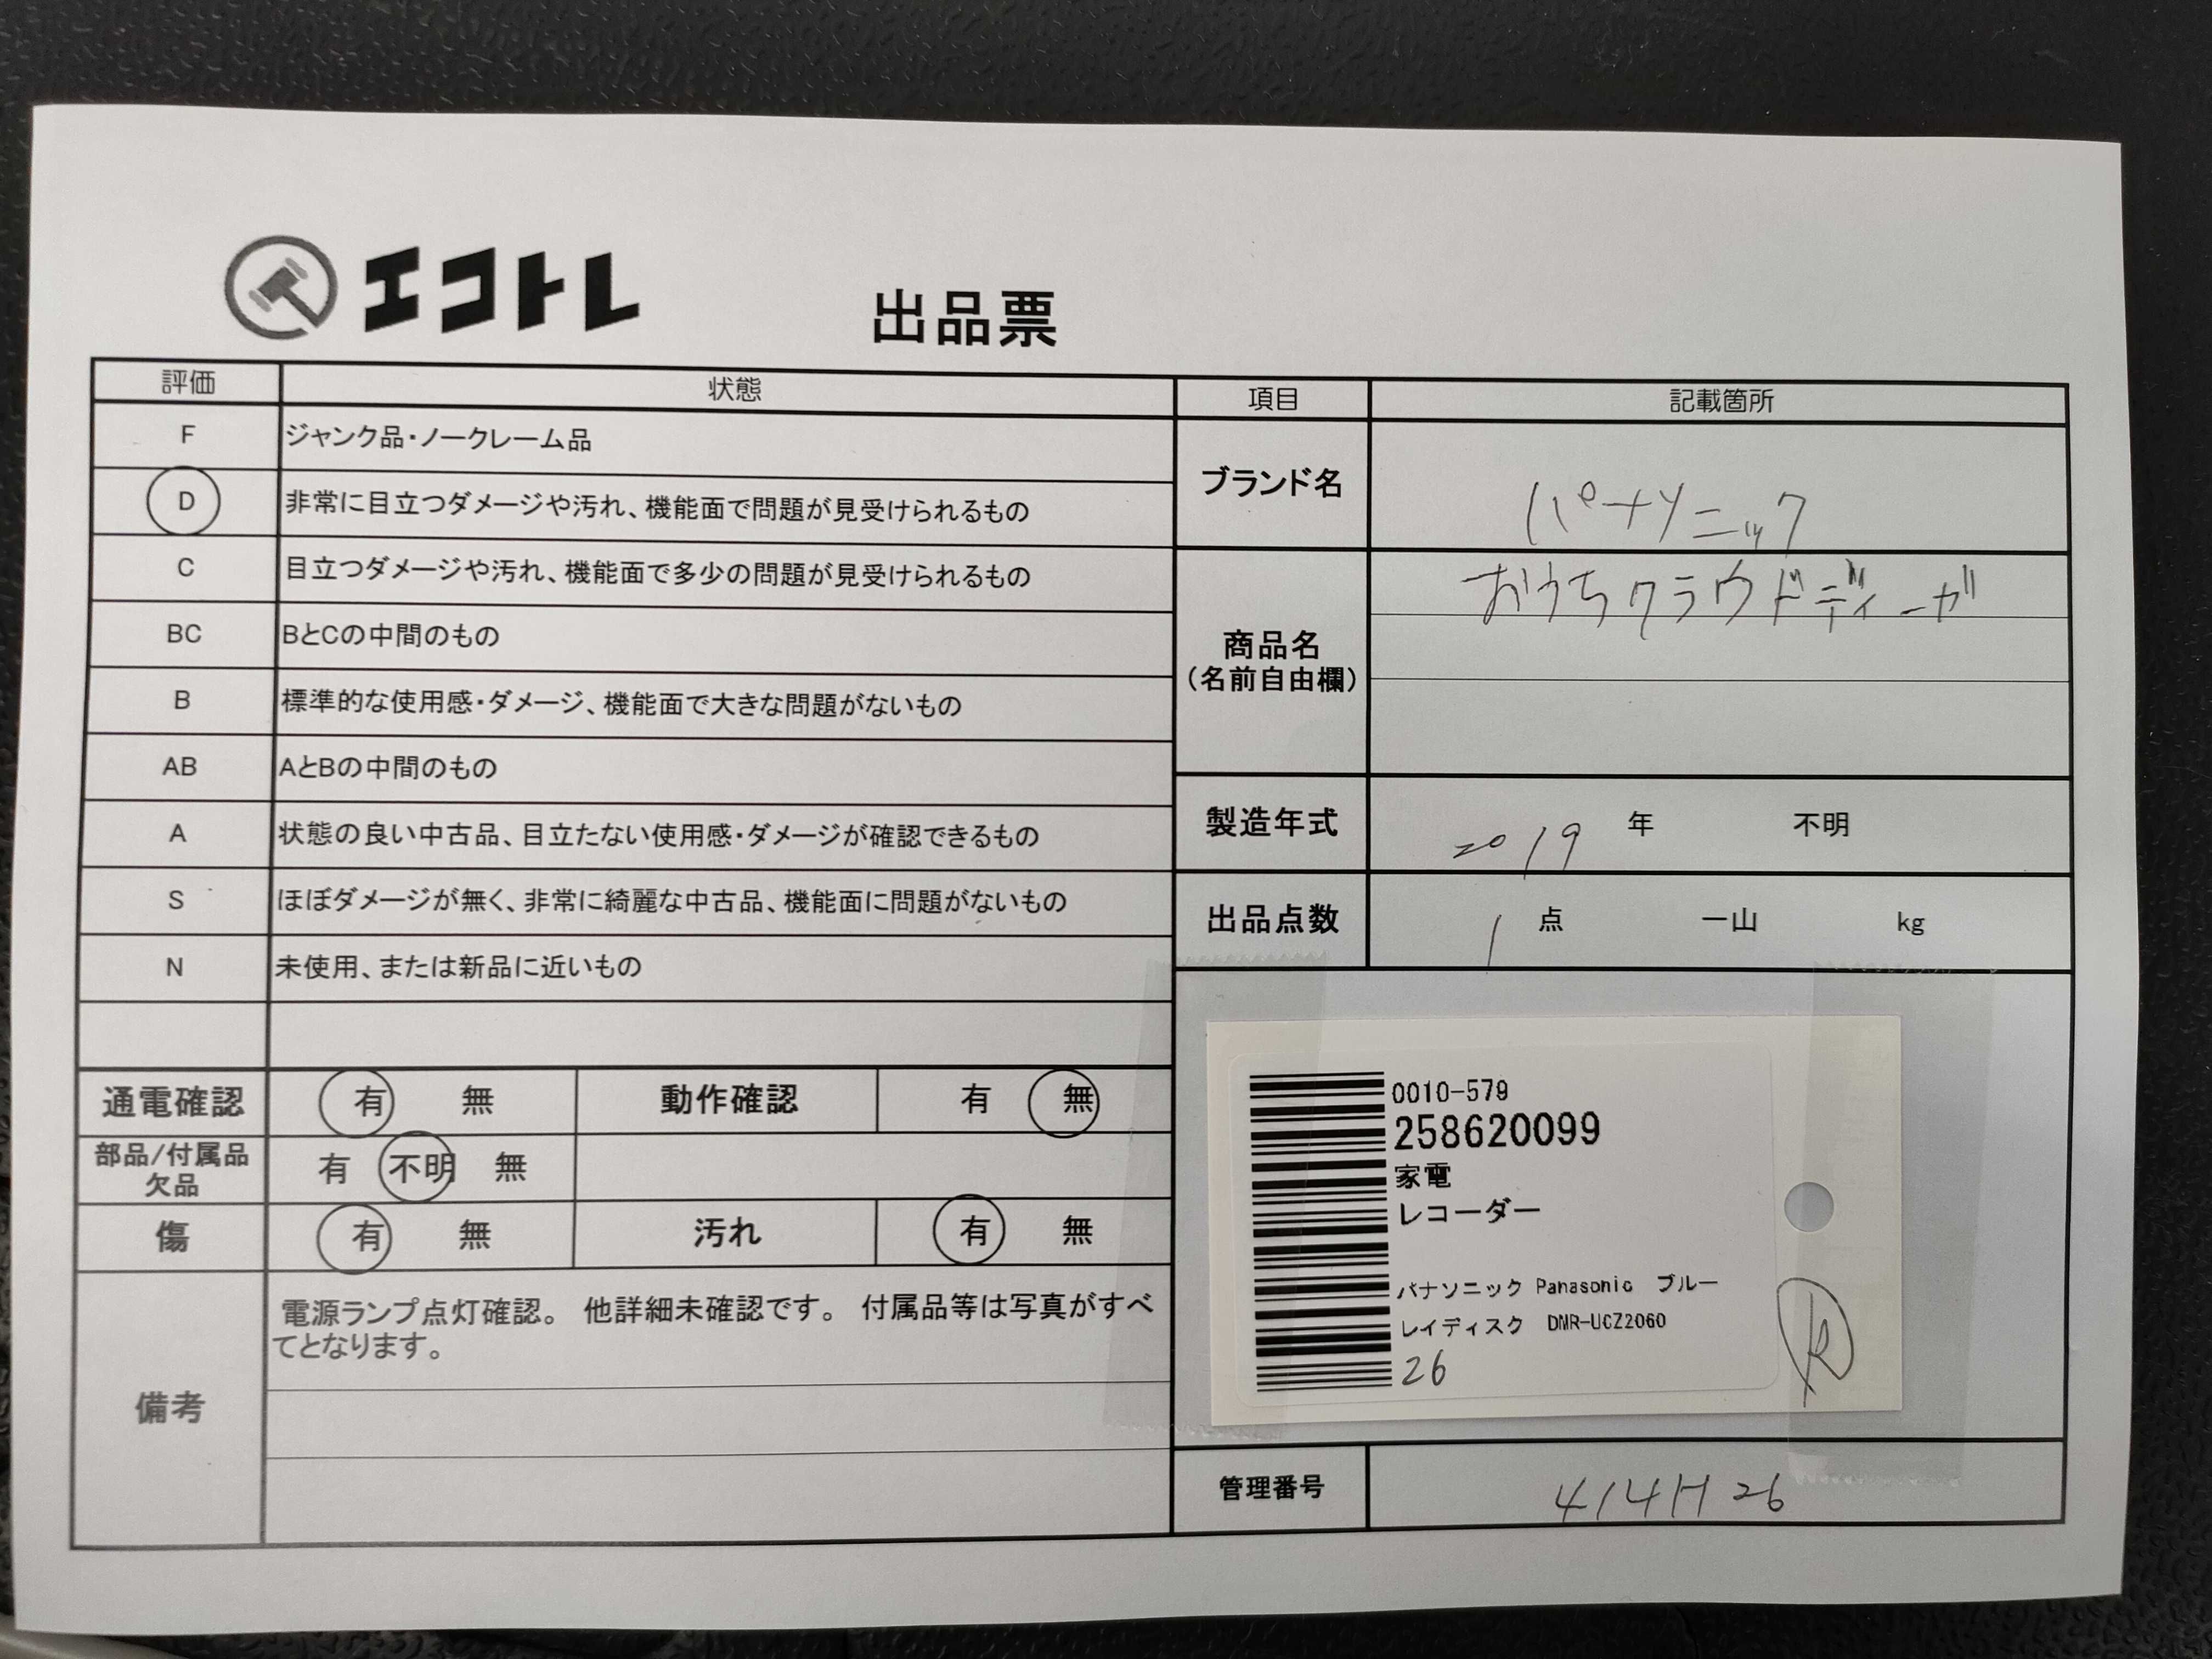 エコトレ
出品票
評価 状態
F ジャンク品・ノークレーム品
D 非常に目立つダメージや汚れ、機能面で問題が見受けられるもの
C 目立つダメージや汚れ、機能面で多少の問題が見受けられるもの
BC BとCの中間のもの
B 標準的な使用感・ダメージ、機能面で大きな問題がないもの
AB AとBの中間のもの
A 状態の良い中古品、目立たない使用感・ダメージが確認できるもの
S ほぼダメージが無く、非常に綺麗な中古品、機能面に問題がないもの
N 未使用、または新品に近いもの
通電確認 有 無 動作確認 有 無
部品/付属品
欠品
有 不明 無
傷 有 無 汚れ 有 無
備考
電源ランプ点灯確認。 他詳細未確認です。 付属品等は写真がすべ
てとなります。
項目 記載箇所
ブランド名 パナソニック
商品名
(名前自由欄)
おうちクラウドディーガ
製造年式 2019 年 不明
出品点数 1 点 一山 kg
0010-579
258620099
家電
レコーダー
パナソニック Panasonic ブルー
レイディスク DMR-UCZ2060
26
管理番号 414H26